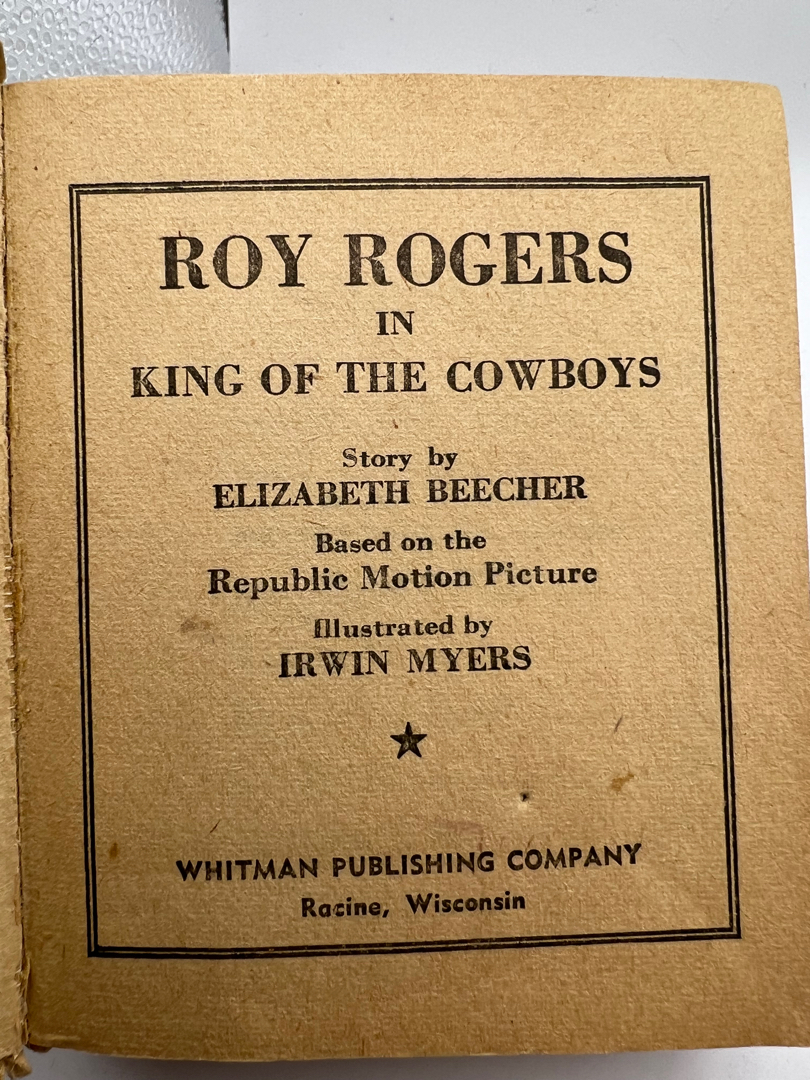 ROY ROGERS
IN
KING OF THE COWBOYS
Story by
ELIZABETH BEECHER
Based on the
Republic Motion Picture
Illustrated by
IRWIN MYERS
WHITMAN PUBLISHING COMPANY
Racine, Wisconsin